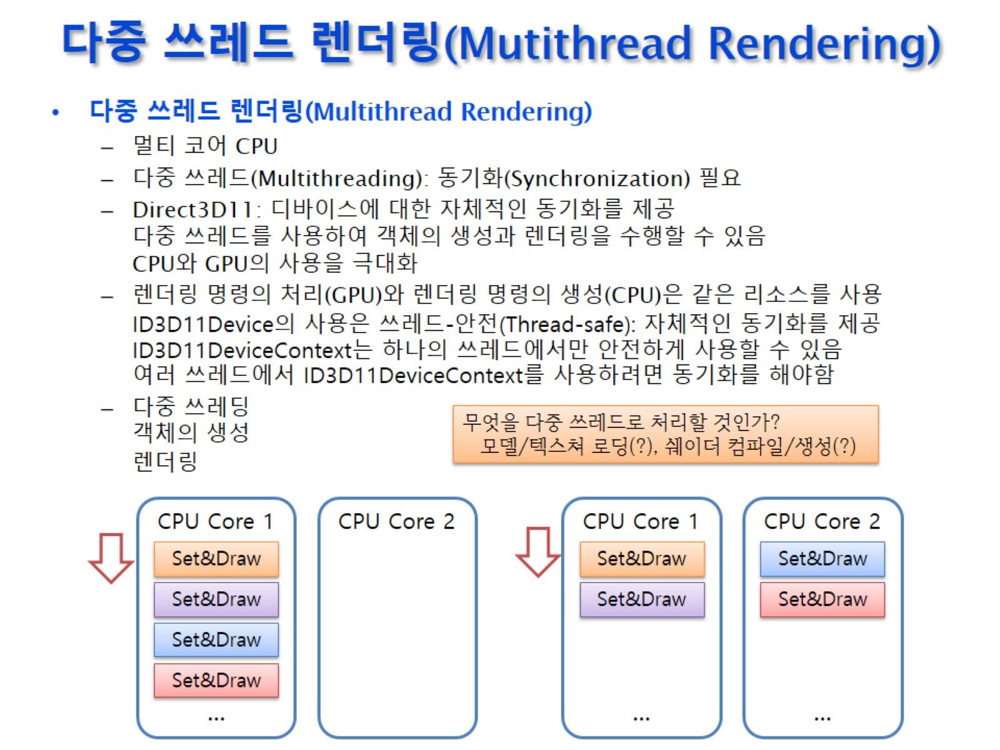 다중 쓰레드 렌더링(Mutithread Rendering)
• 다중 쓰레드 렌더링(Multithread Rendering)
– 멀티 코어 CPU
– 다중 쓰레드(Multithreading): 동기화(Synchronization) 필요
– Direct3D11: 디바이스에 대한 자체적인 동기화를 제공
다중 쓰레드를 사용하여 객체의 생성과 렌더링을 수행할 수 있음
CPU와 GPU의 사용을 극대화
– 렌더링 명령의 처리(GPU)와 렌더링 명령의 생성(CPU)은 같은 리소스를 사용
ID3D11Device의 사용은 쓰레드-안전(Thread-safe): 자체적인 동기화를 제공
ID3D11DeviceContext는 하나의 쓰레드에서만 안전하게 사용할 수 있음
여러 쓰레드에서 ID3D11DeviceContext를 사용하려면 동기화를 해야함
– 다중 쓰레딩
객체의 생성
렌더링
무엇을 다중 쓰레드로 처리할 것인가?
모델/텍스쳐 로딩(?), 쉐이더 컴파일/생성(?)
CPU Core 1
Set&Draw
Set&Draw
Set&Draw
Set&Draw
...
CPU Core 2
CPU Core 1
Set&Draw
Set&Draw
...
CPU Core 2
Set&Draw
Set&Draw
...